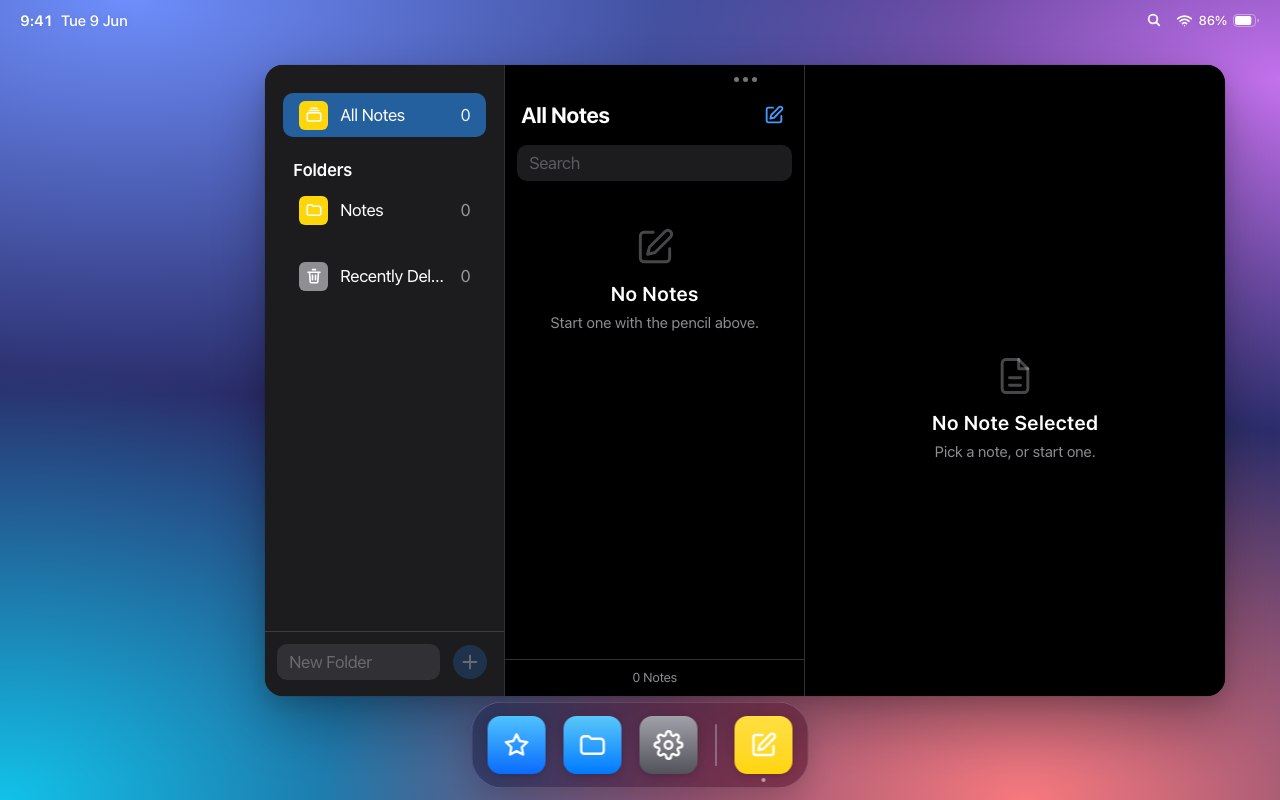 9:41 Tue 9 Jun
86%
All Notes 0
Folders
Notes 0
Recently Del... 0
New Folder
All Notes
Search
No Notes
Start one with the pencil above.
0 Notes
No Note Selected
Pick a note, or start one.